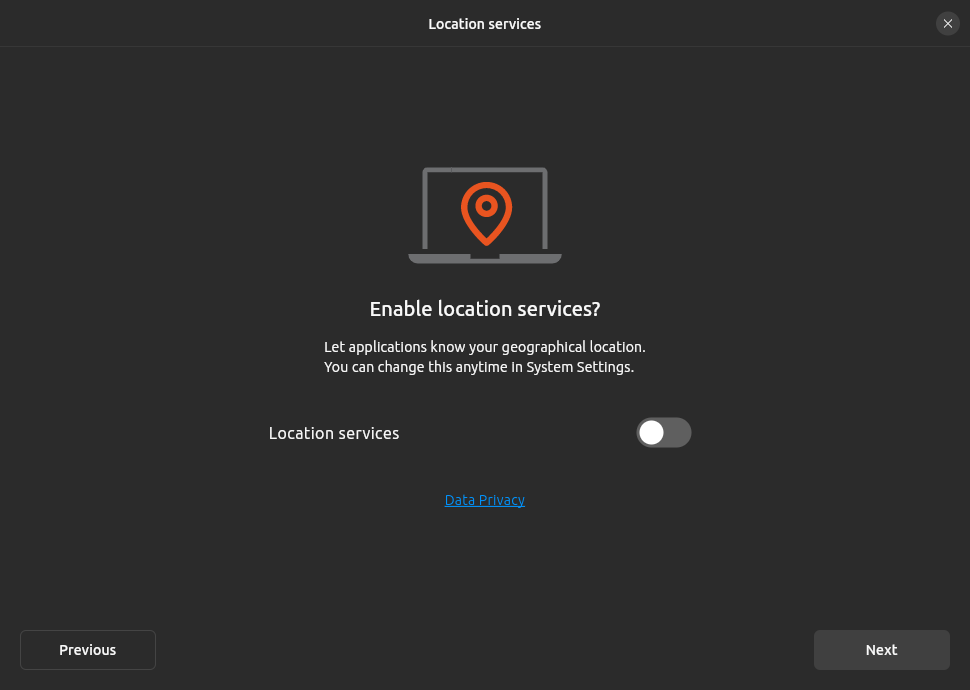 Location services
Enable location services?
Let applications know your geographical location.
You can change this anytime in System Settings.
Location services
Data Privacy
Previous
Next